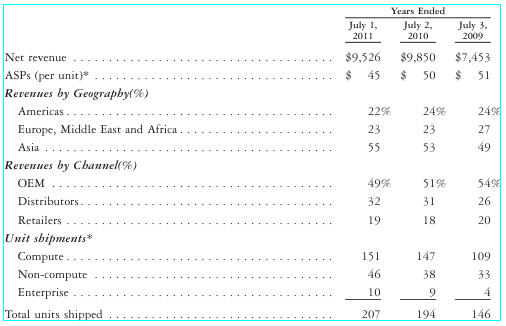 Years Ended
July 1, 2011 July 2, 2010 July 3, 2009
Net revenue . . . . . . . . . . . . . . . . . . . . . . . . . . . . . . . . . $9,526 $9,850 $7,453
ASPs (per unit)* . . . . . . . . . . . . . . . . . . . . . . . . . . . . . . $ 45 $ 50 $ 51
Revenues by Geography(%)
Americas . . . . . . . . . . . . . . . . . . . . . . . . . . . . . . . . . 22% 24% 24%
Europe, Middle East and Africa . . . . . . . . . . . . . . . . . . . 23 23 27
Asia . . . . . . . . . . . . . . . . . . . . . . . . . . . . . . . . . . . . 55 53 49
Revenues by Channel(%)
OEM . . . . . . . . . . . . . . . . . . . . . . . . . . . . . . . . . . . 49% 51% 54%
Distributors . . . . . . . . . . . . . . . . . . . . . . . . . . . . . . . 32 31 26
Retailers . . . . . . . . . . . . . . . . . . . . . . . . . . . . . . . . . 19 18 20
Unit shipments*
Compute . . . . . . . . . . . . . . . . . . . . . . . . . . . . . . . . . 151 147 109
Non-compute . . . . . . . . . . . . . . . . . . . . . . . . . . . . . . 46 38 33
Enterprise . . . . . . . . . . . . . . . . . . . . . . . . . . . . . . . . 10 9 4
Total units shipped . . . . . . . . . . . . . . . . . . . . . . . . . . . . 207 194 146